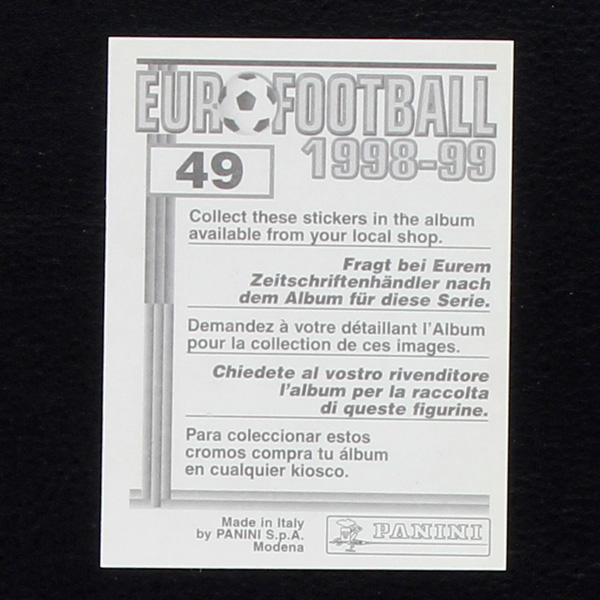 EUROFOOTBALL
1998-99
49
Collect these stickers in the album
available from your local shop.
Fragt bei Eurem
Zeitschriftenhändler nach
dem Album für diese Serie.
Demandez à votre détaillant l'Album
pour la collection de ces images.
Chiedete al vostro rivenditore
l'album per la raccolta
di queste figurine.
Para coleccionar estos
cromos compra tu álbum
en cualquier kiosco.
Made in Italy
by PANINI S.p.A.
Modena
PANINI